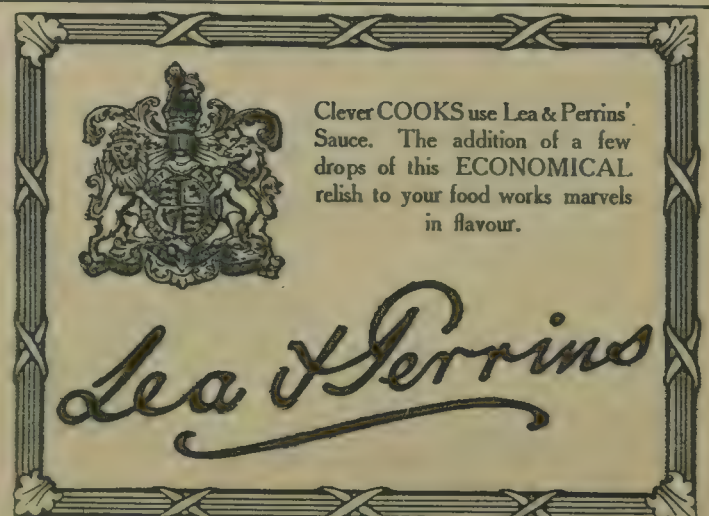 Clever COOKS use Lea & Perrins'
Sauce. The addition of a few
drops of this ECONOMICAL
relish to your food works marvels
in flavour.
Lea & Perrins